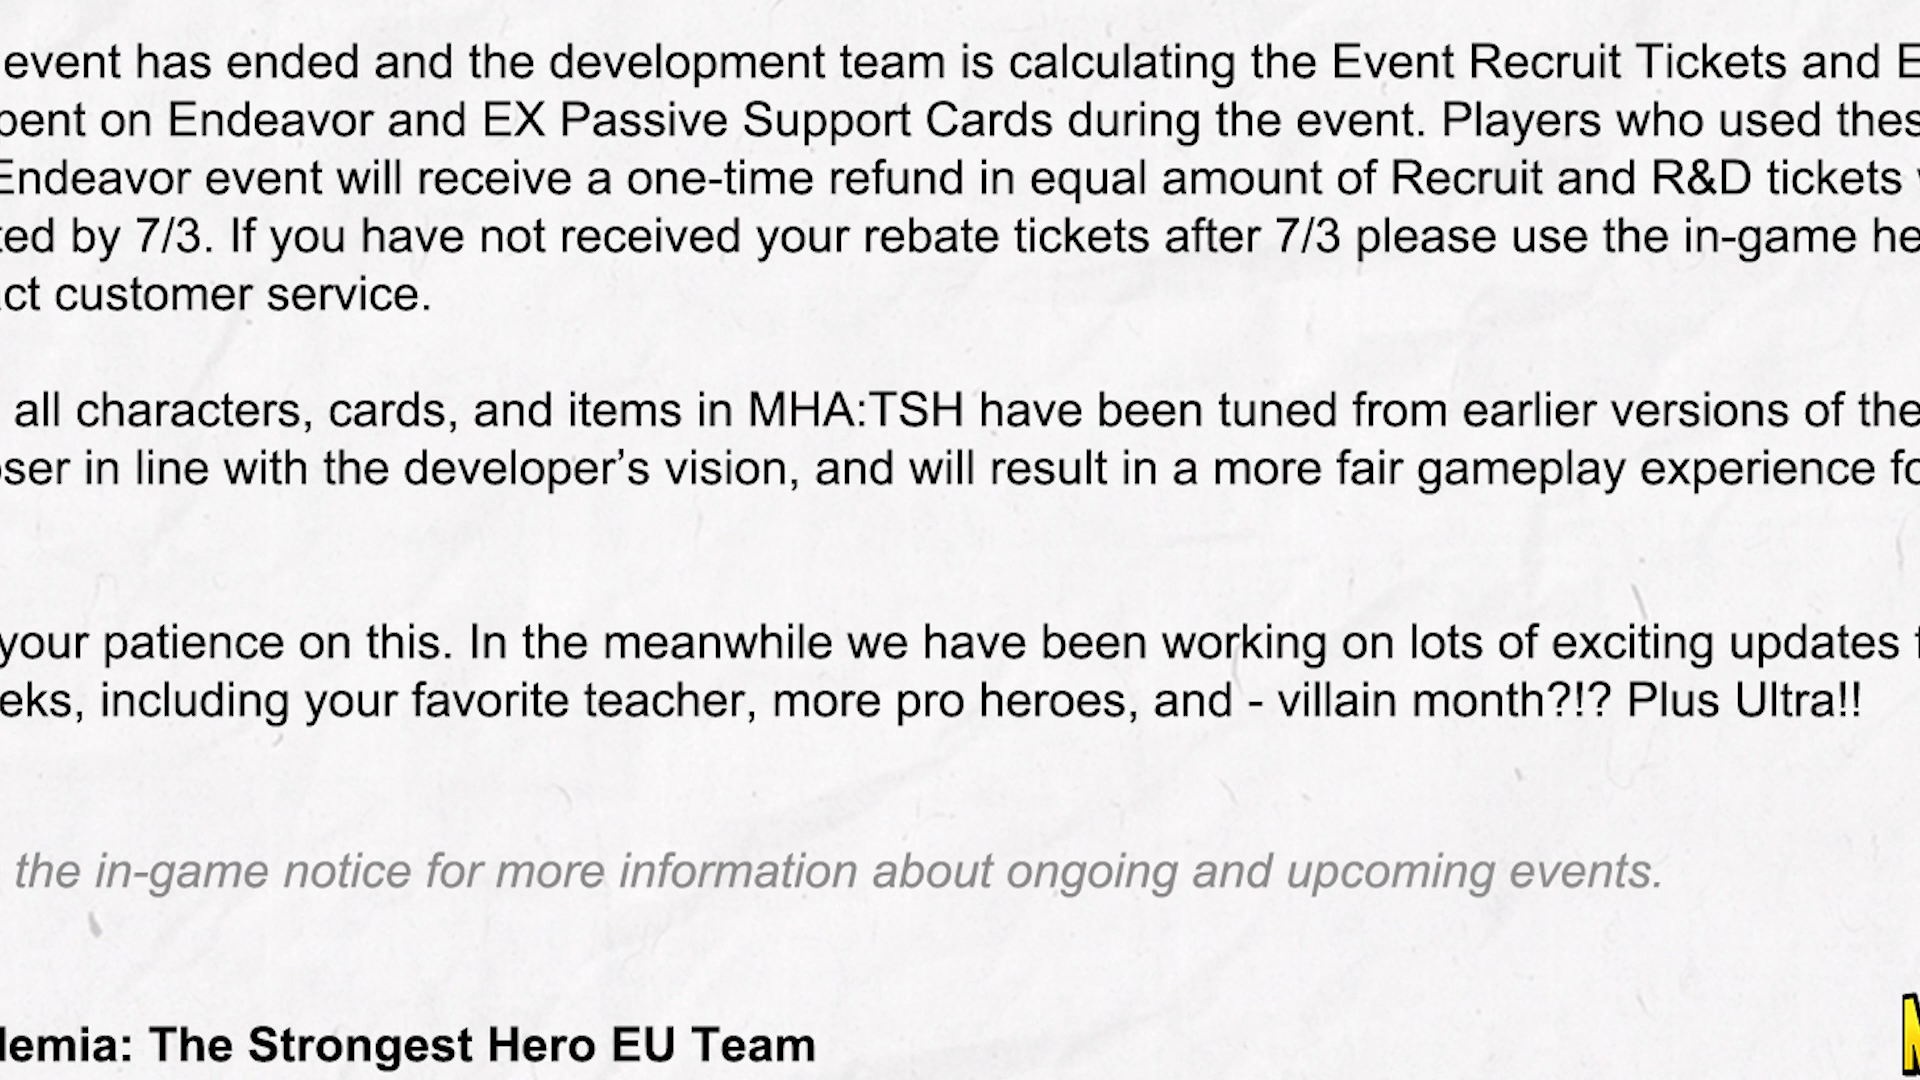 event has ended and the development team is calculating the Event Recruit Tickets and E
pent on Endeavor and EX Passive Support Cards during the event. Players who used thes
Endeavor event will receive a one-time refund in equal amount of Recruit and R&D tickets
ted by 7/3. If you have not received your rebate tickets after 7/3 please use the in-game he
ct customer service.
all characters, cards, and items in MHA:TSH have been tuned from earlier versions of the
ser in line with the developer’s vision, and will result in a more fair gameplay experience fo
your patience on this. In the meanwhile we have been working on lots of exciting updates f
eks, including your favorite teacher, more pro heroes, and - villain month?!? Plus Ultra!!
the in-game notice for more information about ongoing and upcoming events.
demia: The Strongest Hero EU Team
M